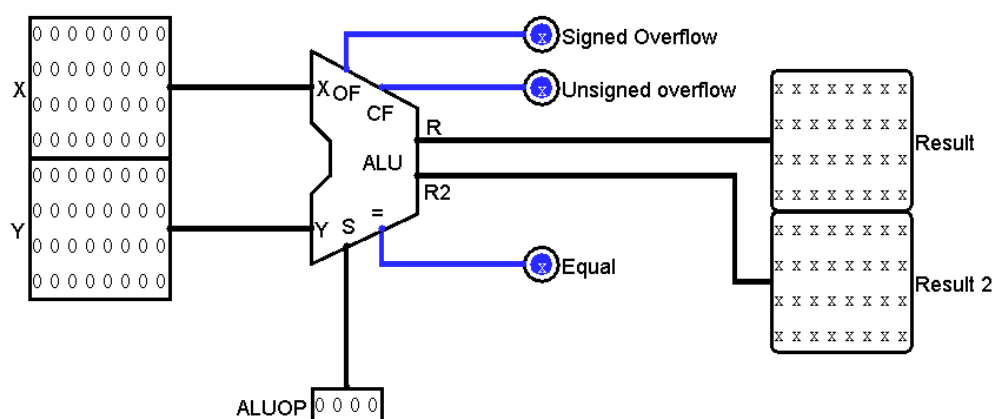 0 0 0 0 0 0 0 0
0 0 0 0 0 0 0 0
0 0 0 0 0 0 0 0
0 0 0 0 0 0 0 0
X
0 0 0 0 0 0 0 0
0 0 0 0 0 0 0 0
0 0 0 0 0 0 0 0
0 0 0 0 0 0 0 0
Y
X
OF
CF
R
ALU
R2
Y
S
=
x
Signed Overflow
x
Unsigned overflow
x
Equal
x x x x x x x x
x x x x x x x x
x x x x x x x x
x x x x x x x x
Result
x x x x x x x x
x x x x x x x x
x x x x x x x x
x x x x x x x x
Result 2
ALUOP
0 0 0 0